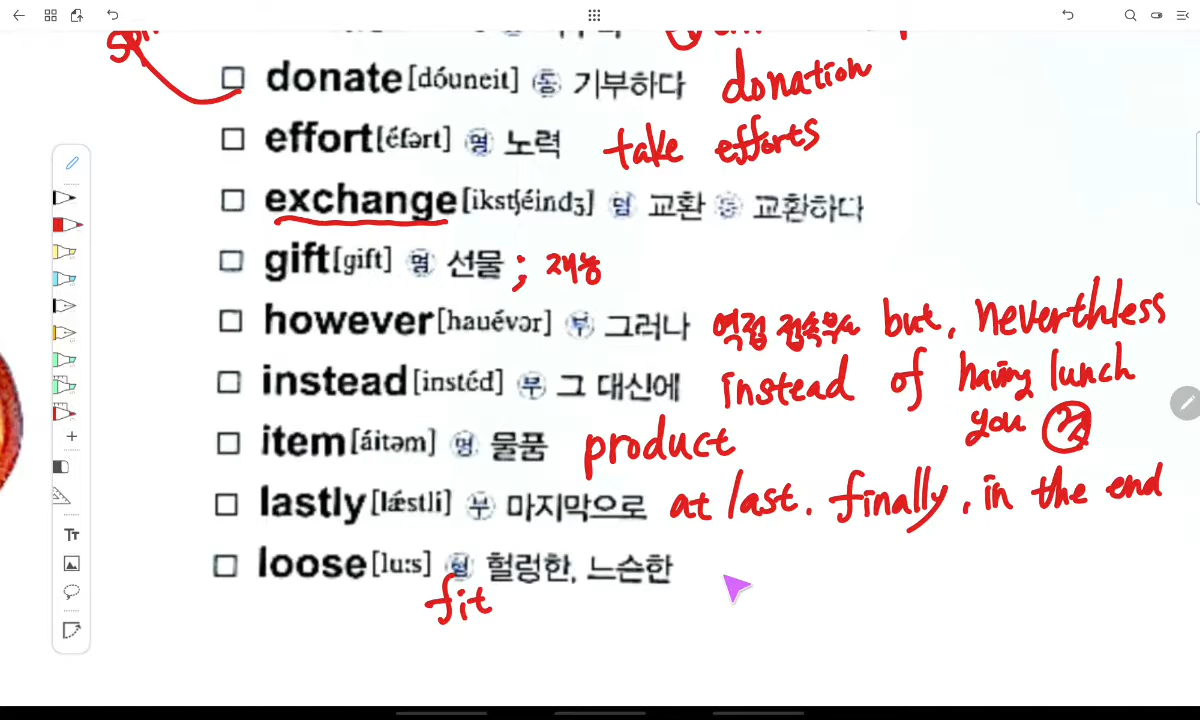 donate[dóuneit] 동 기부하다 donation
effort[éfərt] 명 노력 take efforts
exchange[ikstʃéindʒ] 명 교환 동 교환하다
gift[gift] 명 선물 ; 재능
however[hauévər] 부 그러나 역접 접속부사 but, nevertheless
instead[instéd] 부 그 대신에 instead of having lunch
you
item[áitəm] 명 물품 product
lastly[lǽstli] 부 마지막으로 at last. finally, in the end
loose[lu:s] 형 헐렁한, 느슨한
fit
Tт